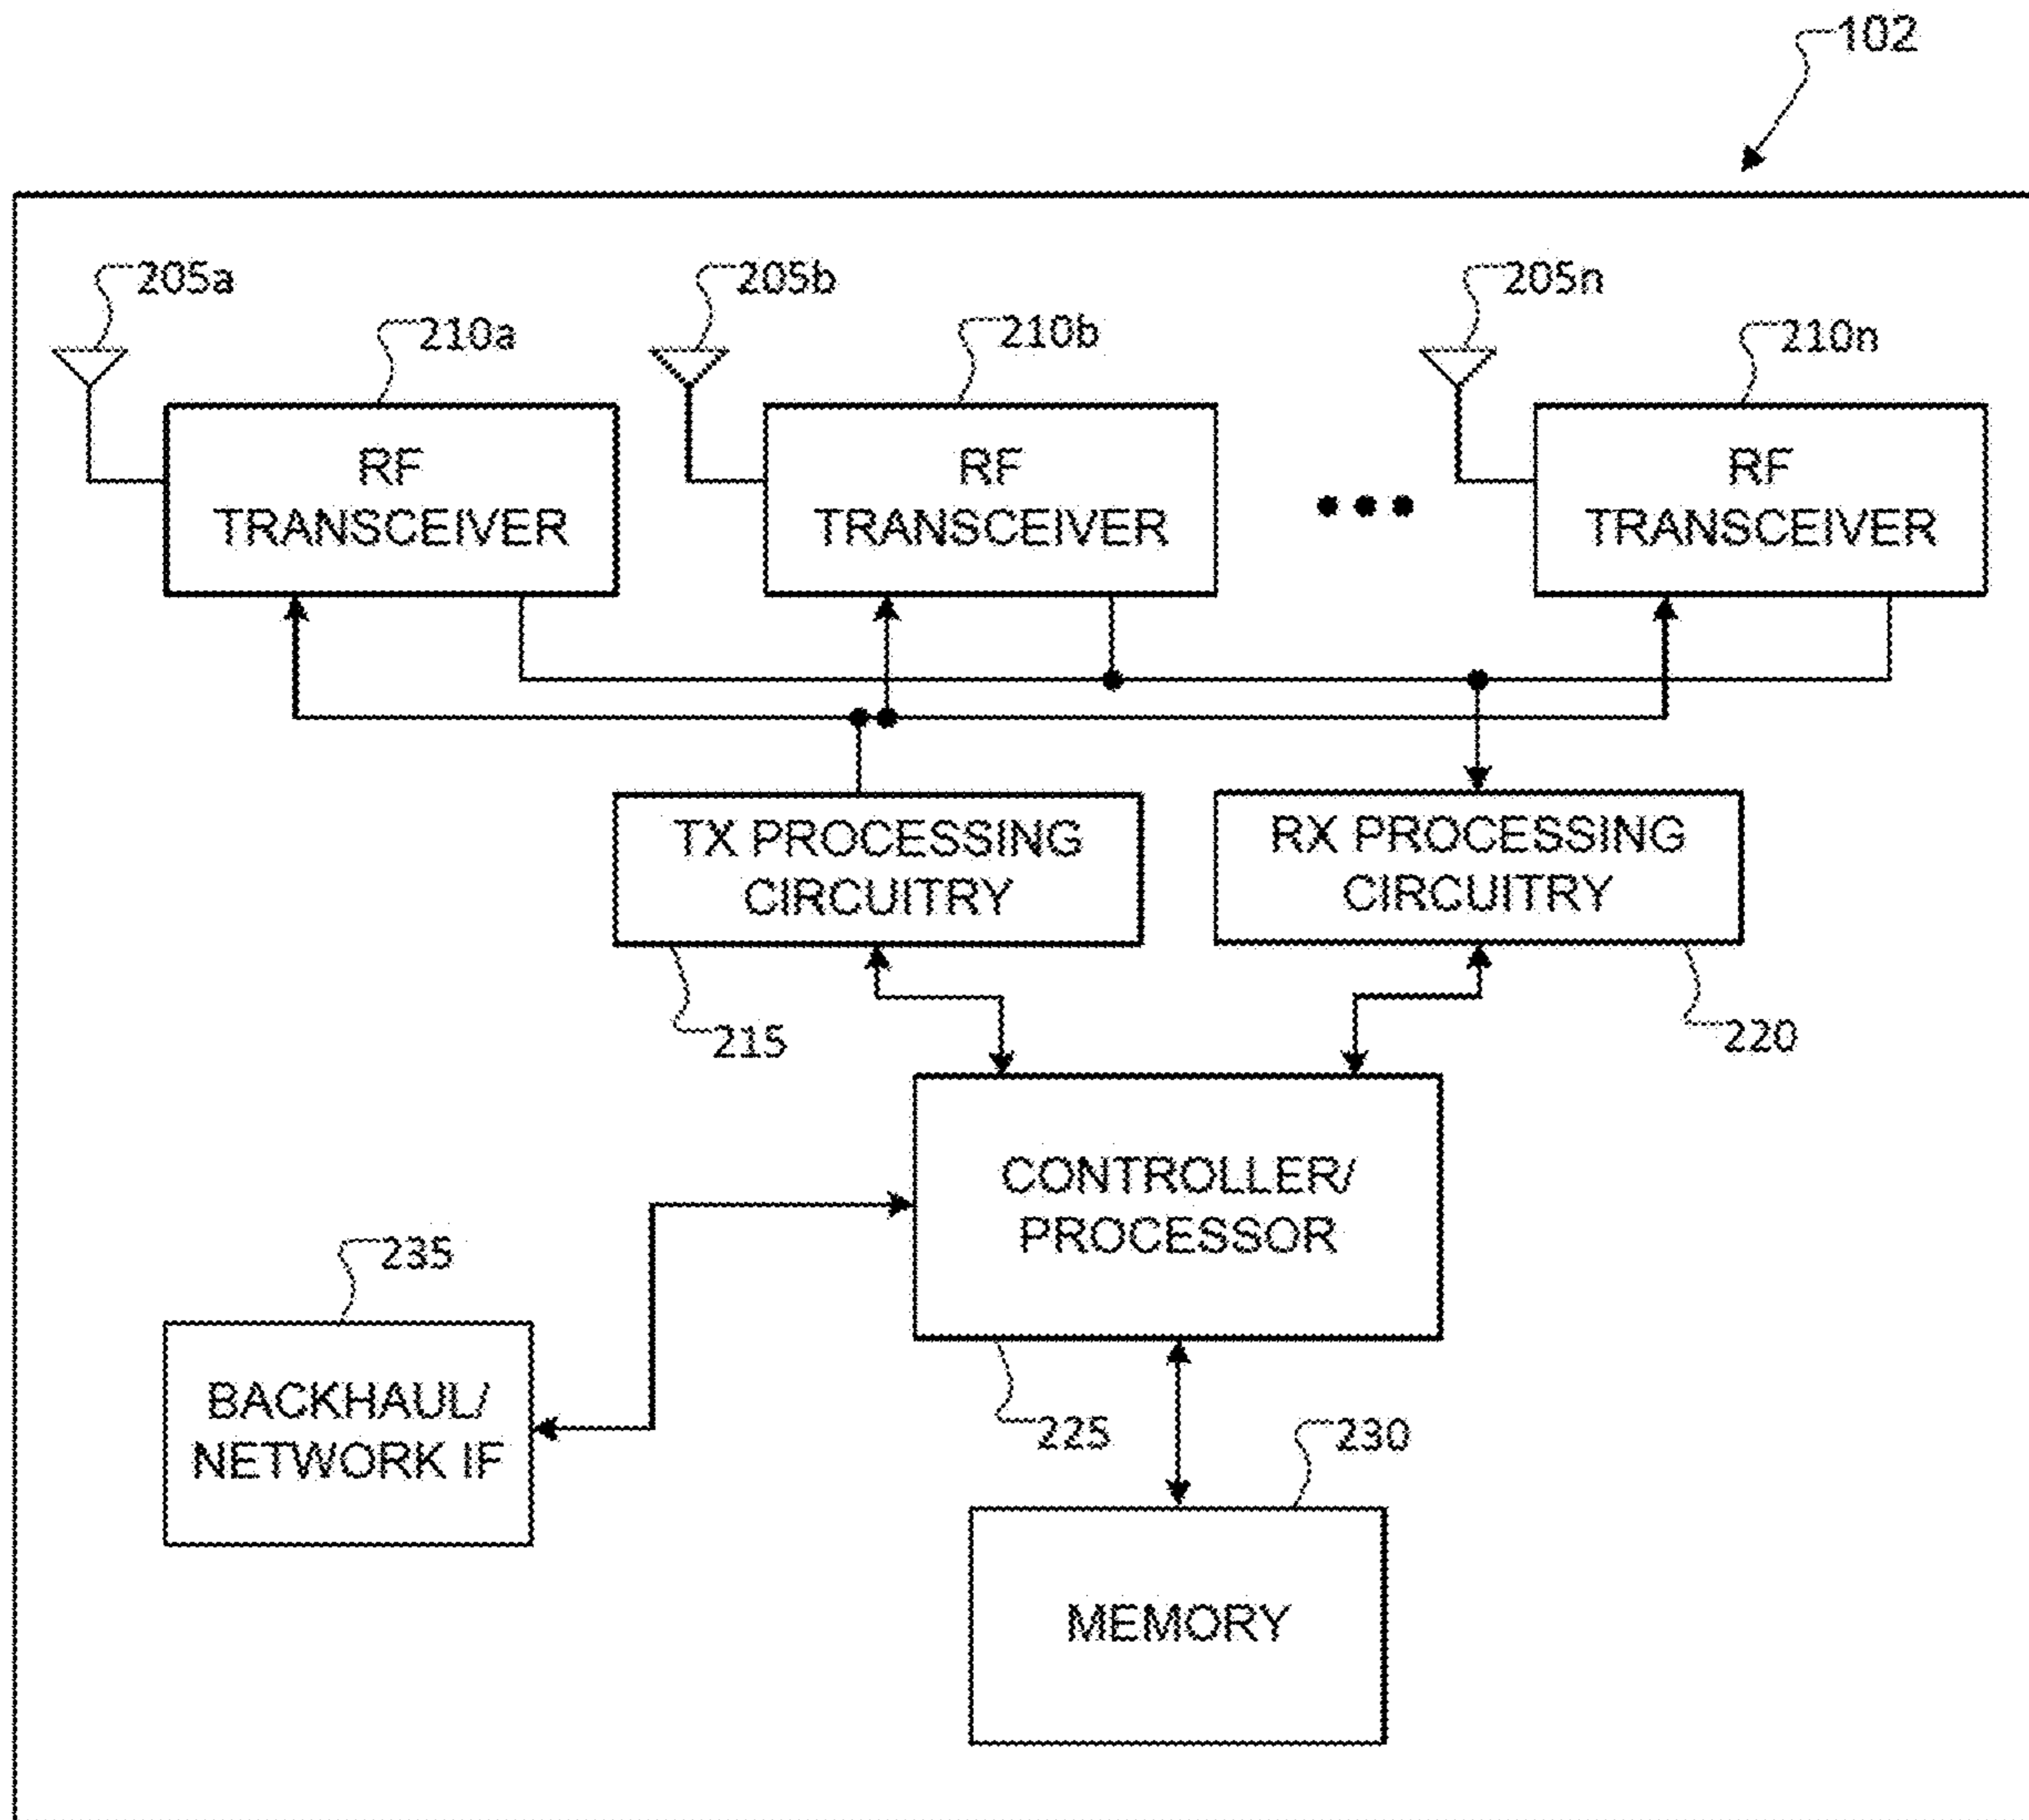 102
205a
205b
205n
210a
210b
210n
RF
TRANSCEIVER
RF
TRANSCEIVER
RF
TRANSCEIVER
TX PROCESSING
CIRCUITRY
RX PROCESSING
CIRCUITRY
215
220
CONTROLLER/
PROCESSOR
235
BACKHAUL/
NETWORK IF
225
230
MEMORY